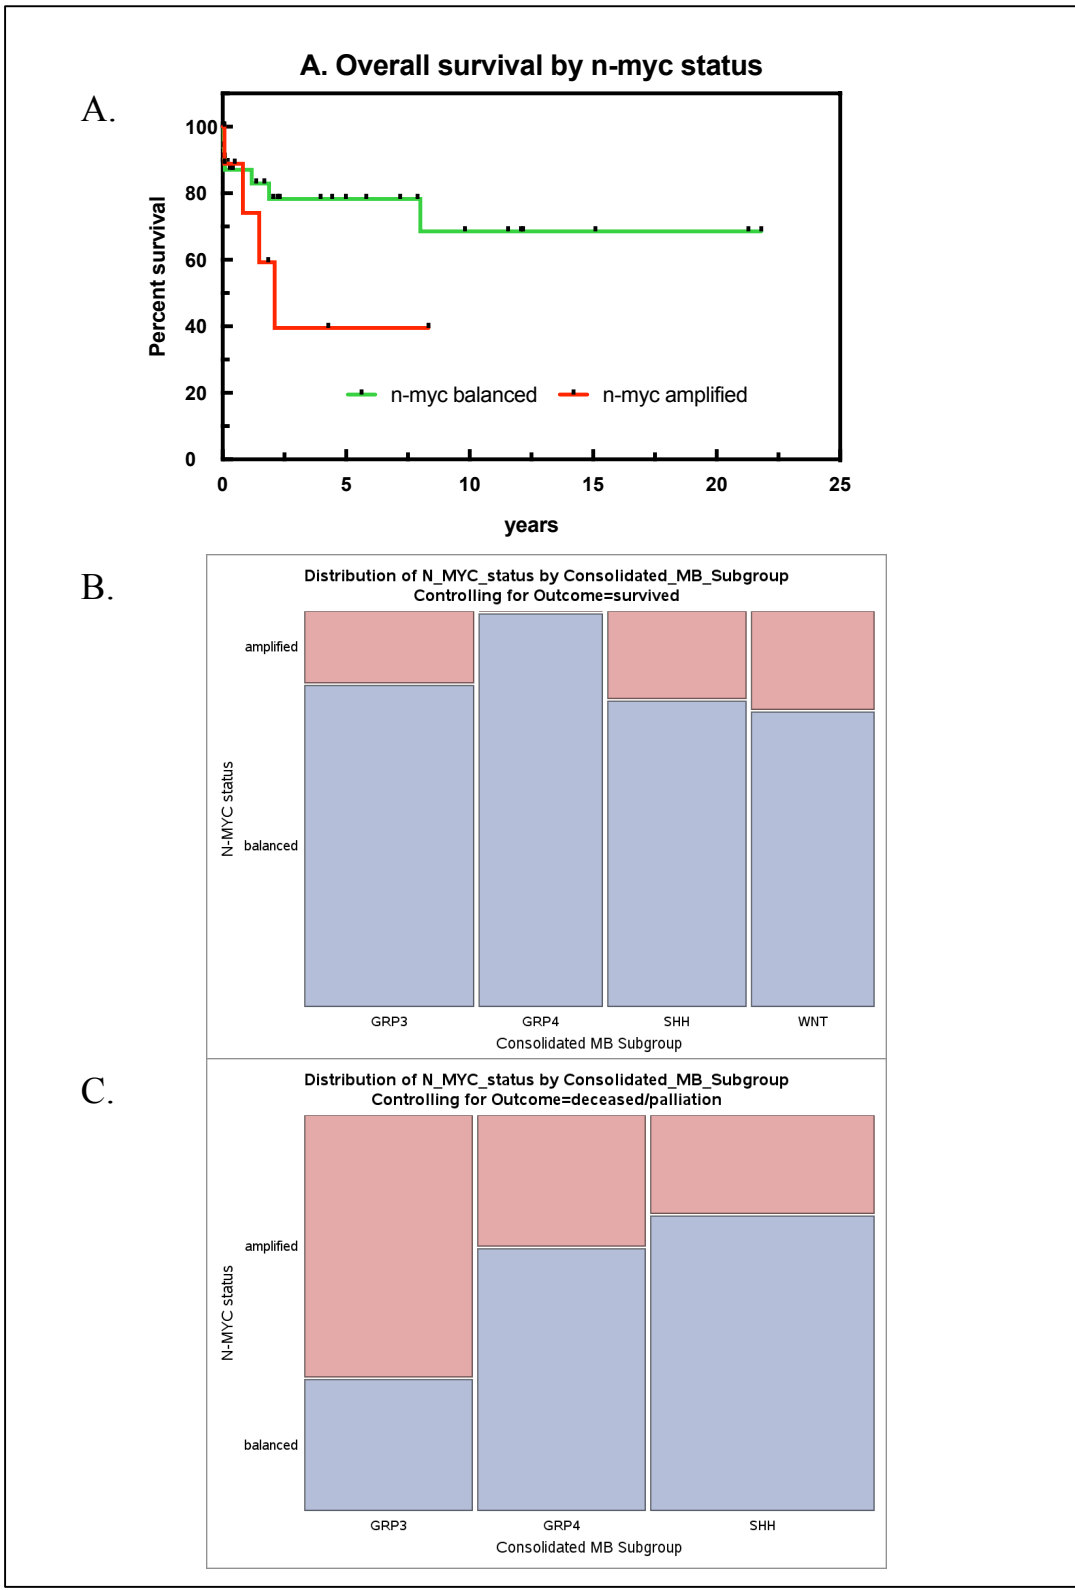 A. Overall survival by n-myc status
A.
100
80
60
40
20
0
Percent survival
n-myc balanced n-myc amplified
0 5 10 15 20 25
years
B.
Distribution of N_MYC_status by Consolidated_MB_Subgroup
Controlling for Outcome=survived
amplified
balanced
N-MYC status
GRP3 GRP4 SHH WNT
Consolidated MB Subgroup
C.
Distribution of N_MYC_status by Consolidated_MB_Subgroup
Controlling for Outcome=deceased/palliation
amplified
balanced
N-MYC status
GRP3 GRP4 SHH
Consolidated MB Subgroup